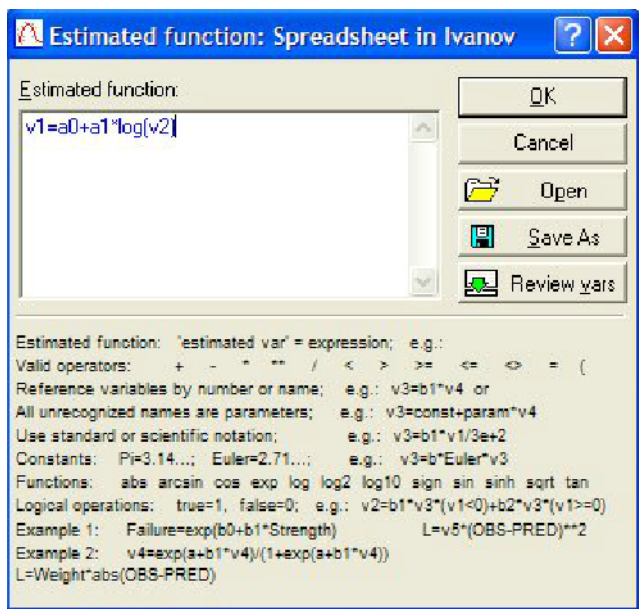 Estimated function: Spreadsheet in Ivanov
Estimated function:
v1=a0+a1*log(v2)
OK
Cancel
Open
Save As
Review vars
Estimated function: 'estimated var' = expression; e.g.:
Valid operators: + - * ** / < > >= <= <> = (
Reference variables by number or name; e.g.: v3=b1*v4 or
All unrecognized names are parameters; e.g.: v3=const+param*v4
Use standard or scientific notation; e.g.: v3=b1*v1/3e+2
Constants: Pi=3.14...; Euler=2.71...; e.g.: v3=b*Euler*v3
Functions: abs arcsin cos exp log log2 log10 sign sin sinh sqrt tan
Logical operations: true=1, false=0; e.g.: v2=b1*v3*(v1<0)+b2*v3*(v1>=0)
Example 1: Failure=exp(b0+b1*Strength) L=v5*(OBS-PRED)**2
Example 2: v4=exp(a+b1*v4)/(1+exp(a+b1*v4))
L=Weight*abs(OBS-PRED)